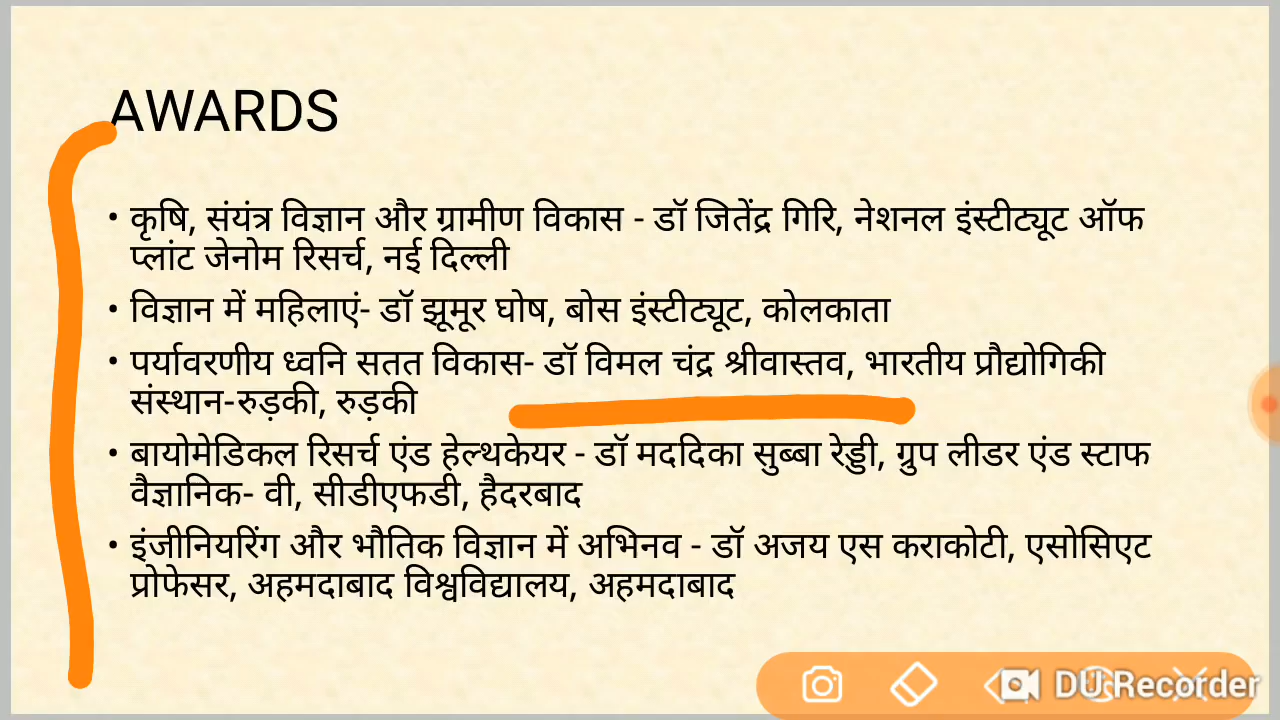 AWARDS
• कृषि, संयंत्र विज्ञान और ग्रामीण विकास - डॉ जितेंद्र गिरि, नेशनल इंस्टीट्यूट ऑफ
प्लांट जेनोम रिसर्च, नई दिल्ली
• विज्ञान में महिलाएं- डॉ झूमूर घोष, बोस इंस्टीट्यूट, कोलकाता
• पर्यावरणीय ध्वनि सतत विकास- डॉ विमल चंद्र श्रीवास्तव, भारतीय प्रौद्योगिकी
संस्थान-रुड़की, रुड़की
• बायोमेडिकल रिसर्च एंड हेल्थकेयर - डॉ मददिका सुब्बा रेड्डी, ग्रुप लीडर एंड स्टाफ
वैज्ञानिक- वी, सीडीएफडी, हैदरबाद
• इंजीनियरिंग और भौतिक विज्ञान में अभिनव - डॉ अजय एस कराकोटी, एसोसिएट
प्रोफेसर, अहमदाबाद विश्वविद्यालय, अहमदाबाद
DU Recorder